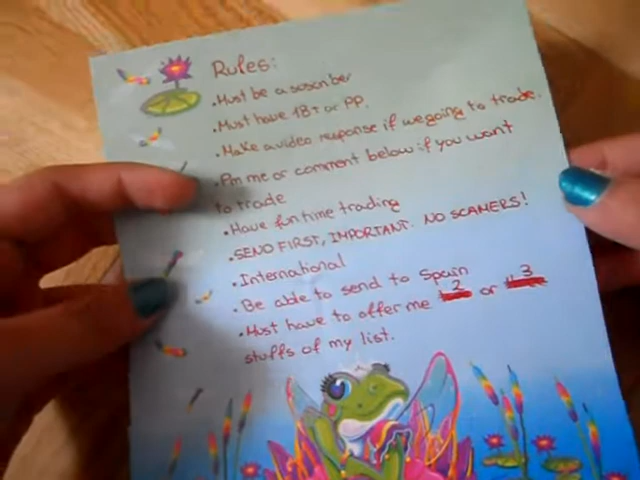 Rules:
• Must be a suscriber
• Must have 18+ or PP.
• Make a video response if we going to trade.
• Pm me or comment below if you want
to trade
• Have fun time trading
• SEND FIRST, IMPORTANT. NO SCAMERS!
• International
• Be able to send to Spain
• Must have to offer me 2 or 3
stuffs of my list.